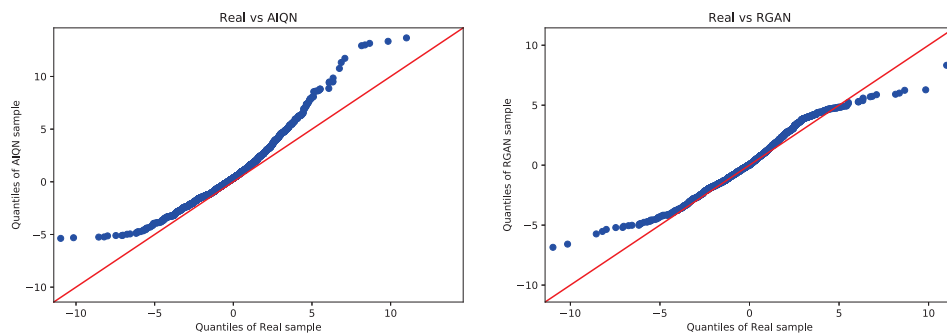 Real vs AIQN
10
5
0
−5
−10
Quantiles of AIQN sample
−10 −5 0 5 10
Quantiles of Real sample
Real vs RGAN
10
5
0
−5
−10
Quantiles of RGAN sample
−10 −5 0 5 10
Quantiles of Real sample